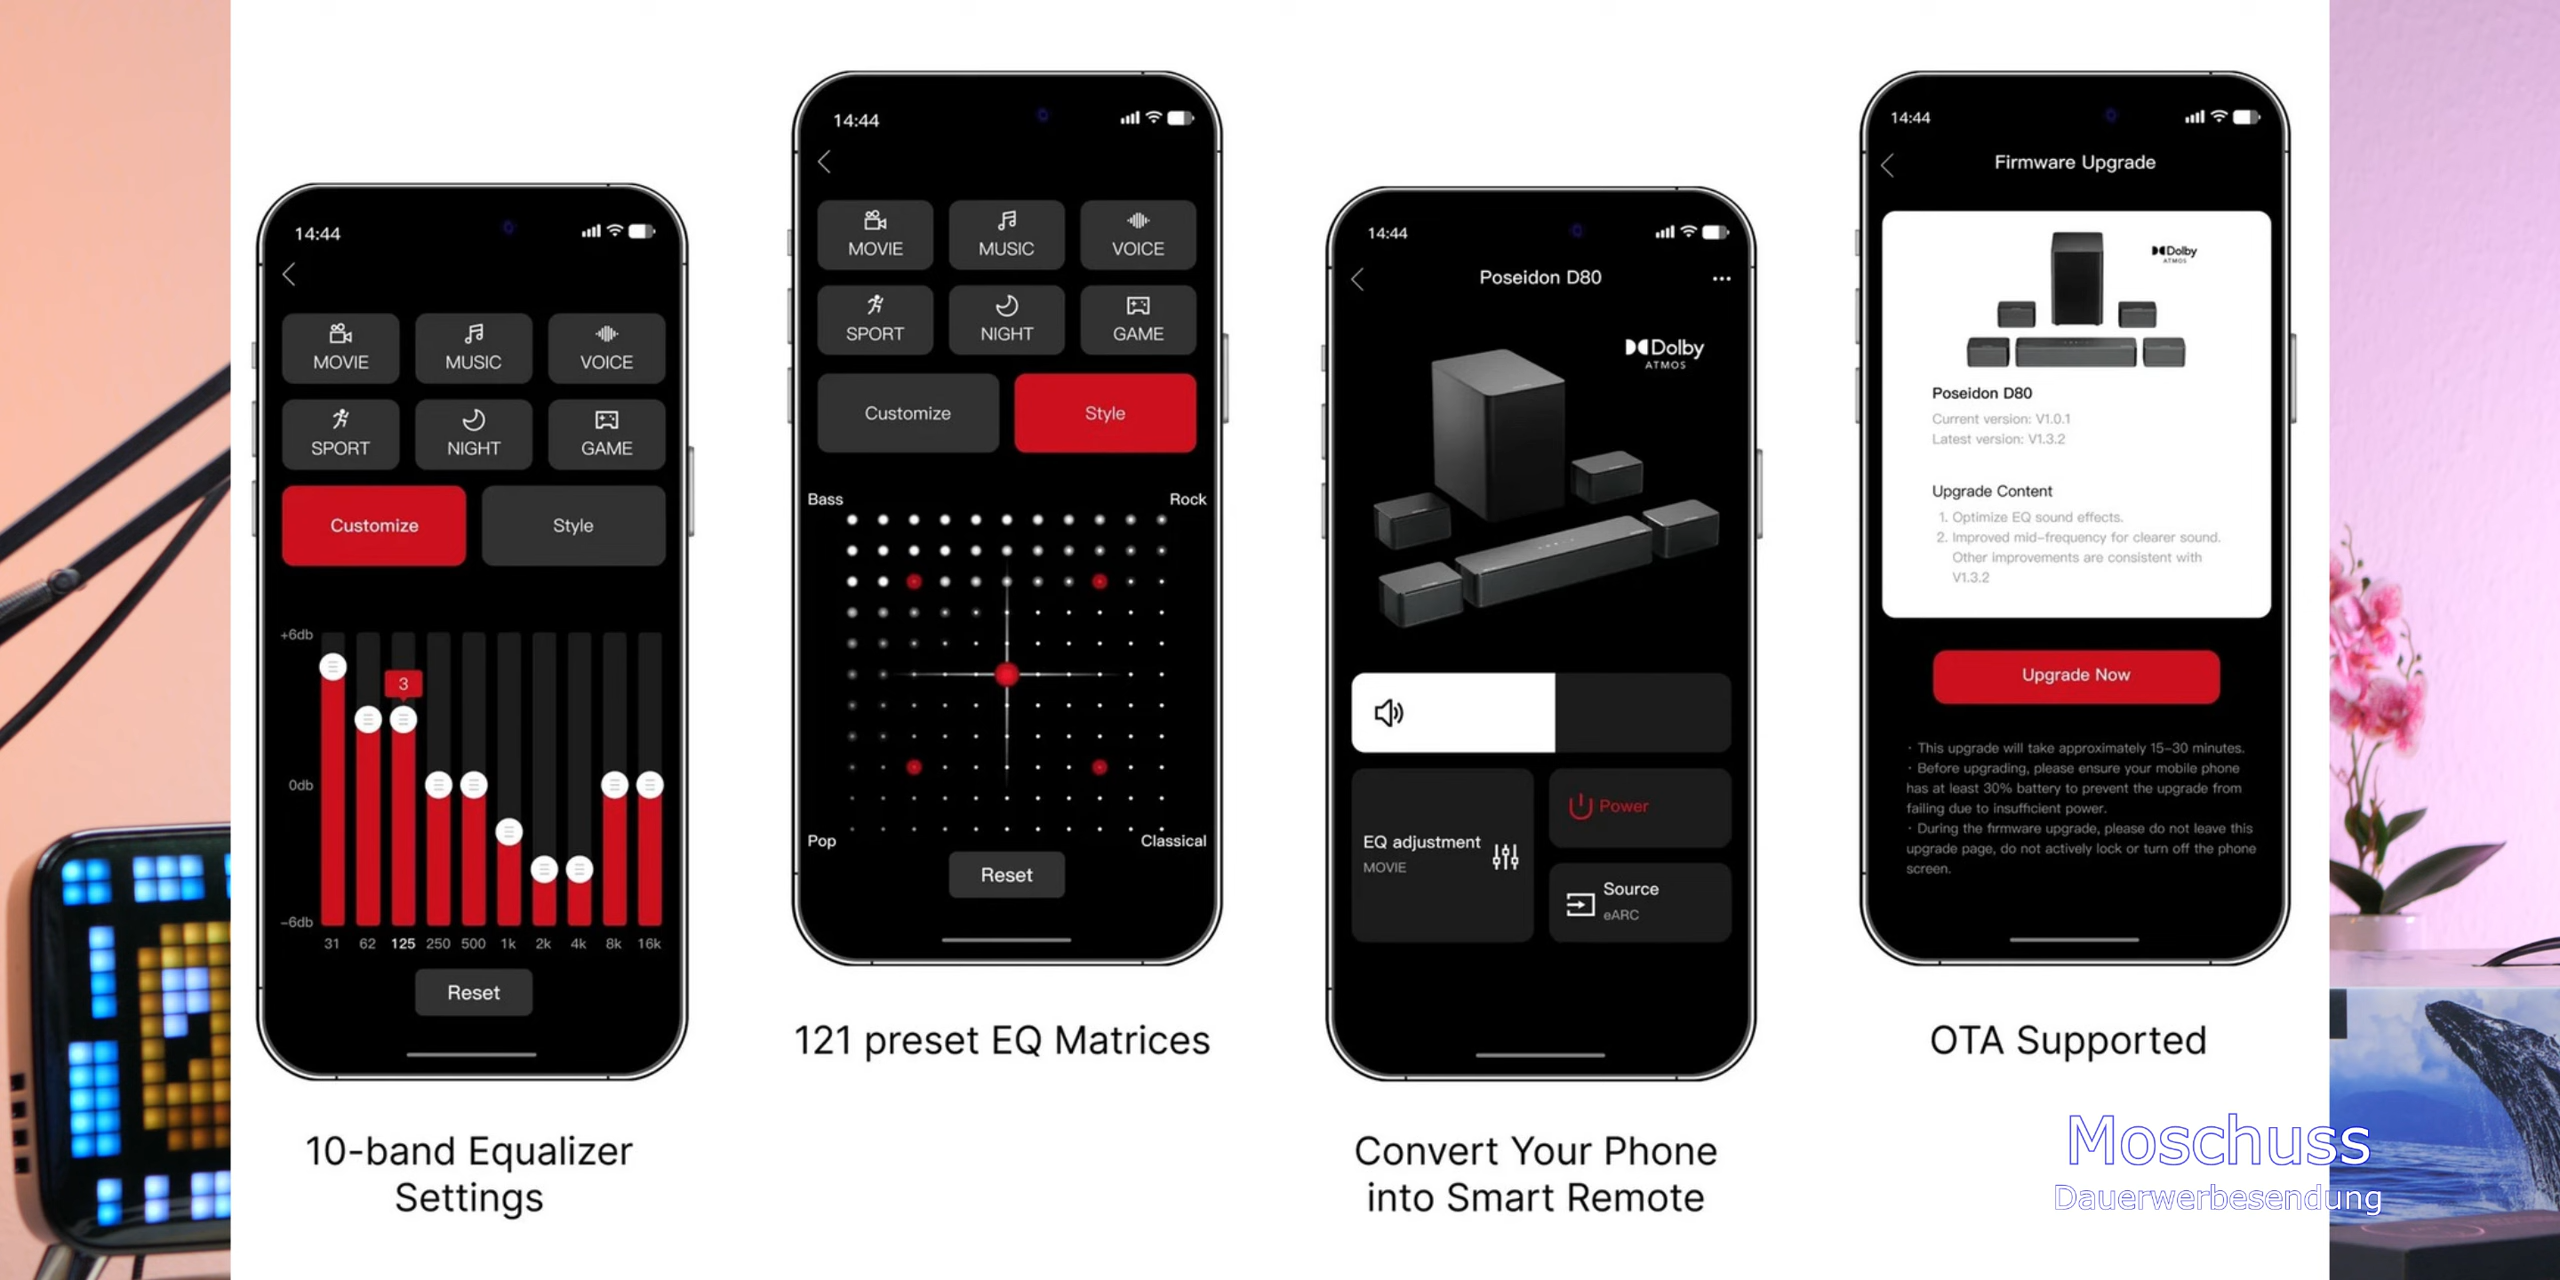 14:44
MOVIE MUSIC VOICE
SPORT NIGHT GAME
Customize Style
+6db
3
0db
-6db
31 62 125 250 500 1k 2k 4k 8k 16k
Reset
10-band Equalizer
Settings
14:44
MOVIE MUSIC VOICE
SPORT NIGHT GAME
Customize Style
Bass Rock
Pop Classical
Reset
121 preset EQ Matrices
14:44
Poseidon D80
Dolby
ATMOS
Power
EQ adjustment
MOVIE
Source
eARC
Convert Your Phone
into Smart Remote
14:44
Firmware Upgrade
Dolby
ATMOS
Poseidon D80
Current version: V1.0.1
Latest version: V1.3.2
Upgrade Content
1. Optimize EQ sound effects.
2. Improved mid-frequency for clearer sound.
Other improvements are consistent with
V1.3.2
Upgrade Now
· This upgrade will take approximately 15-30 minutes.
· Before upgrading, please ensure your mobile phone
has at least 30% battery to prevent the upgrade from
failing due to insufficient power.
· During the firmware upgrade, please do not leave this
upgrade page, do not actively lock or turn off the phone
screen.
OTA Supported
Moschuss
Dauerwerbesendung